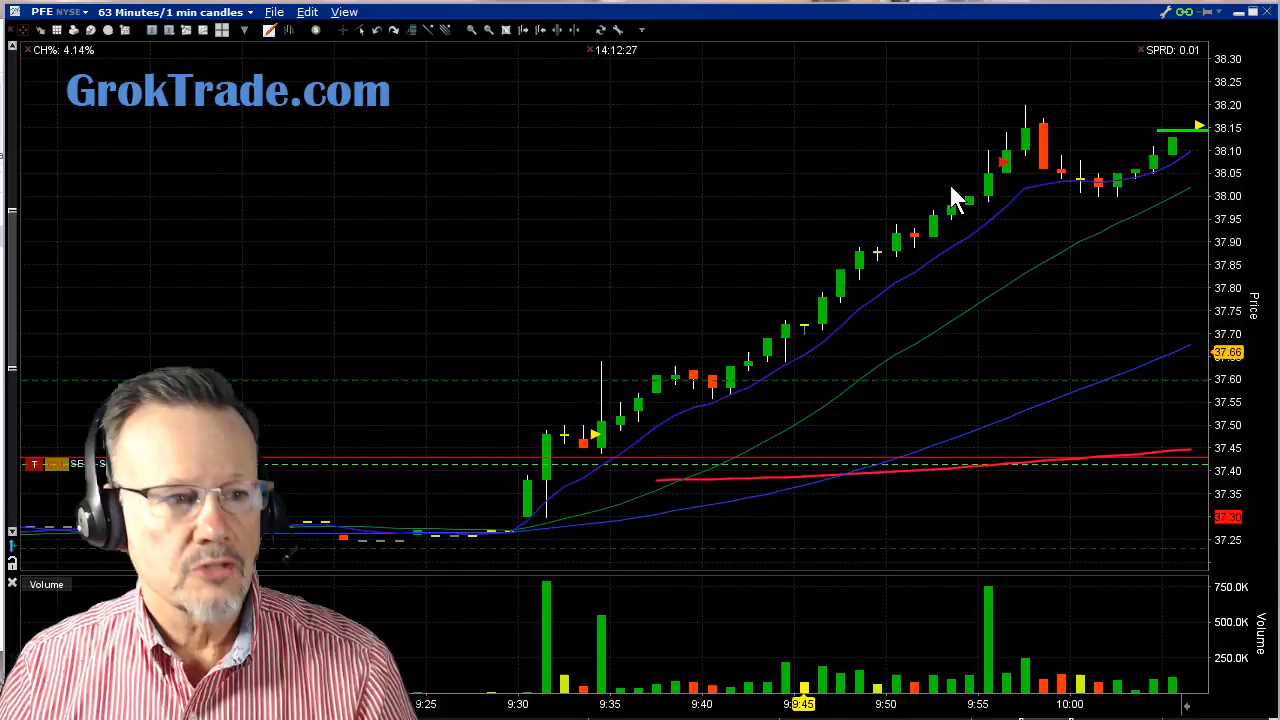 PFE NYSE 63 Minutes/1 min candles File Edit View
CH%: 4.14% 14:12:27 SPRD: 0.01
GrokTrade.com
38.30
38.25
38.20
38.15
38.10
38.05
38.00
37.95
37.90
37.85
37.80
37.75
37.70
37.66
37.60
37.55
37.50
37.45
37.40
37.35
37.30
37.25
Price
T SE S
Volume
750.0K
500.0K
250.0K
Volume
9:25 9:30 9:35 9:40 9:45 9:50 9:55 10:00